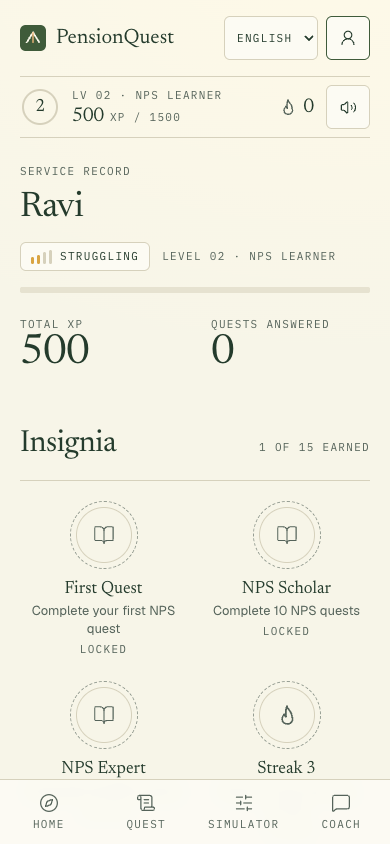 PensionQuest
ENGLISH
2
LV 02 · NPS LEARNER
500 XP / 1500
0
SERVICE RECORD
Ravi
STRUGGLING
LEVEL 02 · NPS LEARNER
TOTAL XP
500
QUESTS ANSWERED
0
Insignia
1 OF 15 EARNED
First Quest
Complete your first NPS
quest
LOCKED
NPS Scholar
Complete 10 NPS quests
LOCKED
NPS Expert
Streak 3
HOME
QUEST
SIMULATOR
COACH